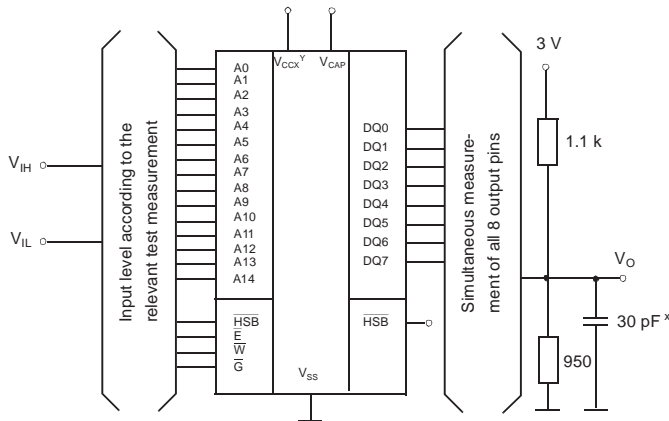 V_IH
V_IL
Input level according to the
relevant test measurement
A0
A1
A2
A3
A4
A5
A6
A7
A8
A9
A10
A11
A12
A13
A14
HSB
E
W
G
V_CCX^Y
V_CAP
V_SS
DQ0
DQ1
DQ2
DQ3
DQ4
DQ5
DQ6
DQ7
HSB
Simultaneous measure-
ment of all 8 output pins
3 V
1.1 k
V_O
30 pF^x
950